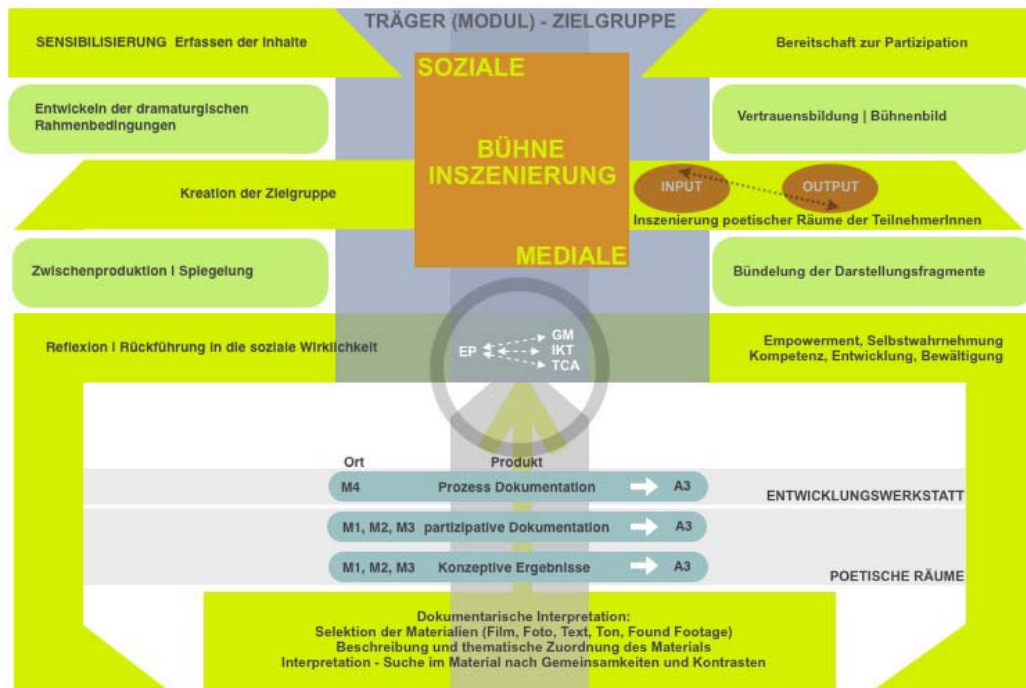 TRÄGER (MODUL) - ZIELGRUPPE
SENSIBILISIERUNG Erfassen der Inhalte
Bereitschaft zur Partizipation
SOZIALE
BÜHNE
INSZENIERUNG
MEDIALE
Entwickeln der dramaturgischen
Rahmenbedingungen
Vertrauensbildung | Bühnenbild
Kreation der Zielgruppe
INPUT
OUTPUT
Inszenierung poetischer Räume der TeilnehmerInnen
Zwischenproduktion I Spiegelung
Bündelung der Darstellungsfragmente
Reflexion I Rückführung in die soziale Wirklichkeit
EP
GM
IKT
TCA
Empowerment, Selbstwahrnehmung
Kompetenz, Entwicklung, Bewältigung
Ort Produkt
M4 Prozess Dokumentation A3
ENTWICKLUNGSWERKSTATT
M1, M2, M3 partizipative Dokumentation A3
M1, M2, M3 Konzeptive Ergebnisse A3
POETISCHE RÄUME
Dokumentarische Interpretation:
Selektion der Materialien (Film, Foto, Text, Ton, Found Footage)
Beschreibung und thematische Zuordnung des Materials
Interpretation - Suche im Material nach Gemeinsamkeiten und Kontrasten